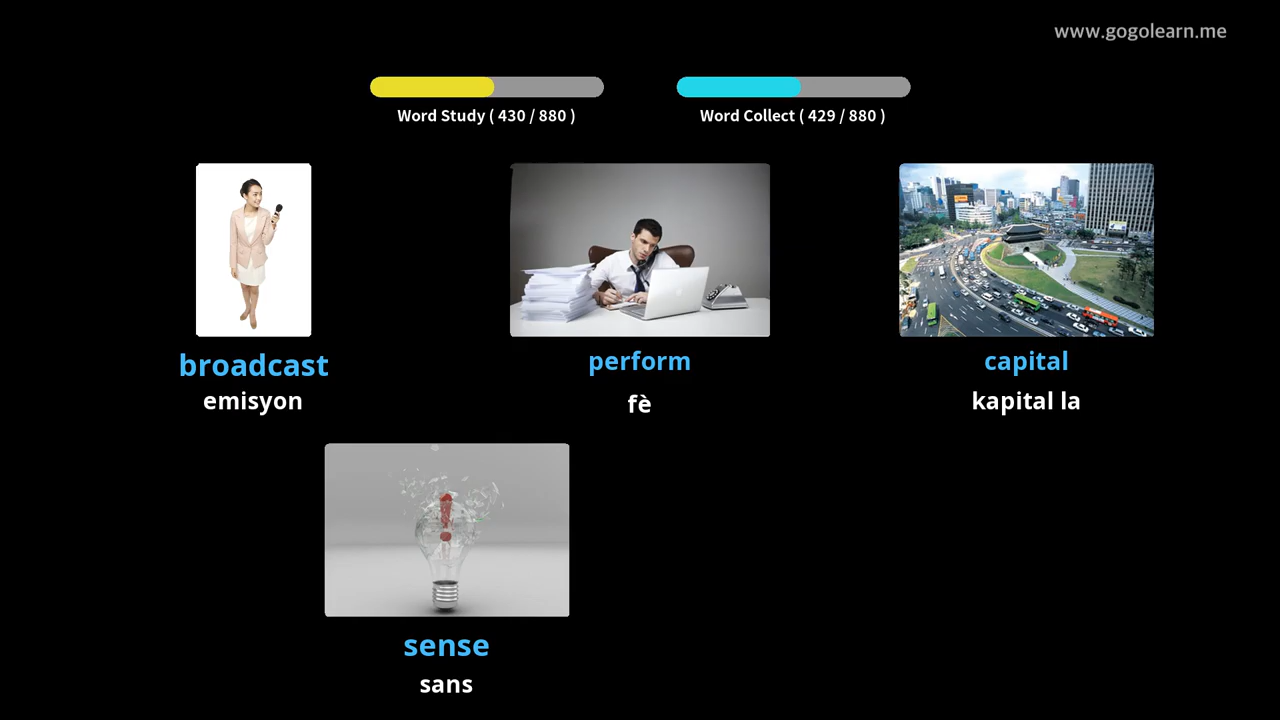 www.gogolearn.me
Word Study ( 430 / 880 )
Word Collect ( 429 / 880 )
broadcast
emisyon
perform
fè
capital
kapital la
sense
sans